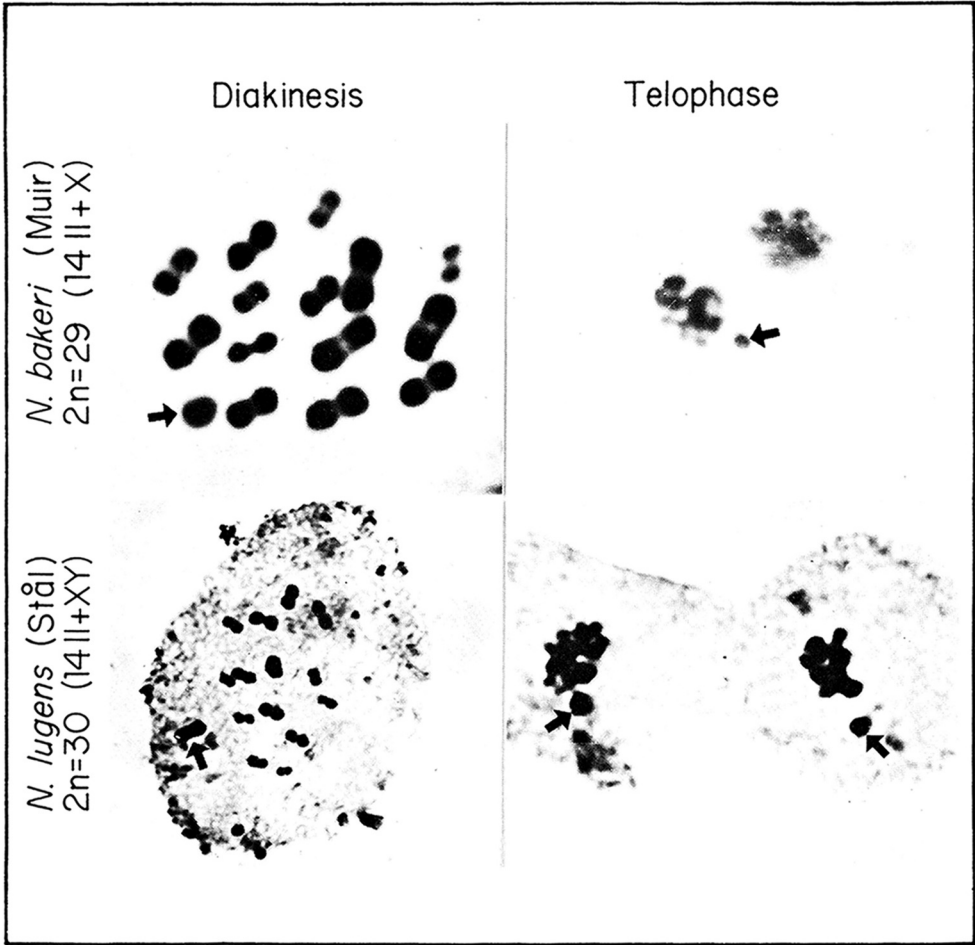 Diakinesis
Telophase
N. bakeri (Muir)
2n=29 (14 II + X)
N. lugens (Stål)
2n=30 (14 II+XY)